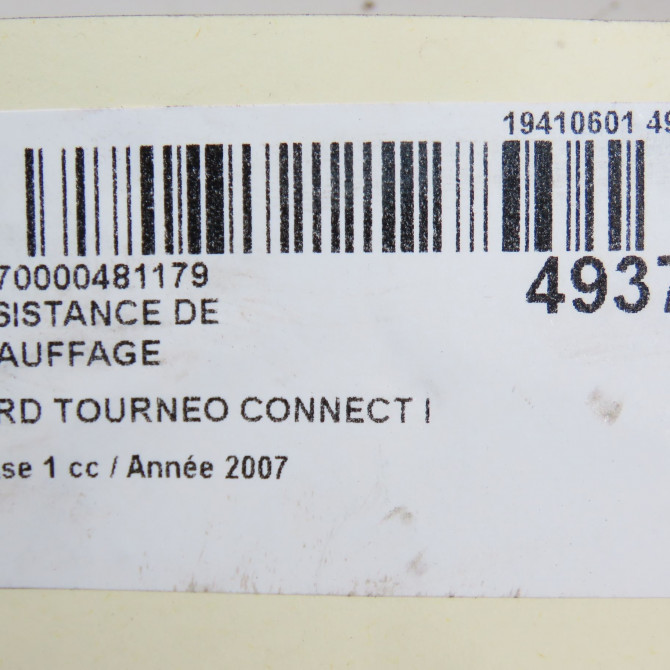 19410601 49
70000481179
4937
SISTANCE DE
AUFFAGE
RD TOURNEO CONNECT I
se 1 cc / Année 2007